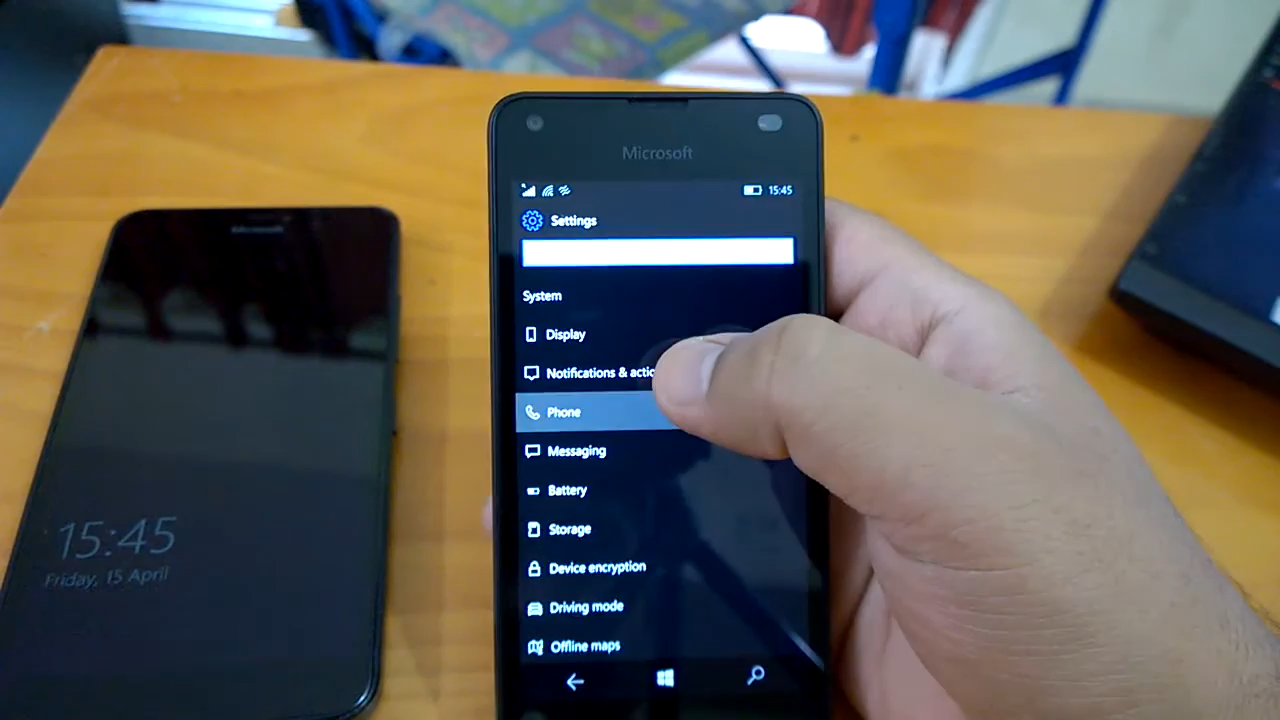 Microsoft
15:45
Settings
System
Display
Notifications & actio
Phone
Messaging
Battery
Storage
Device encryption
Driving mode
Offline maps
Microsoft
15:45
Friday, 15 April